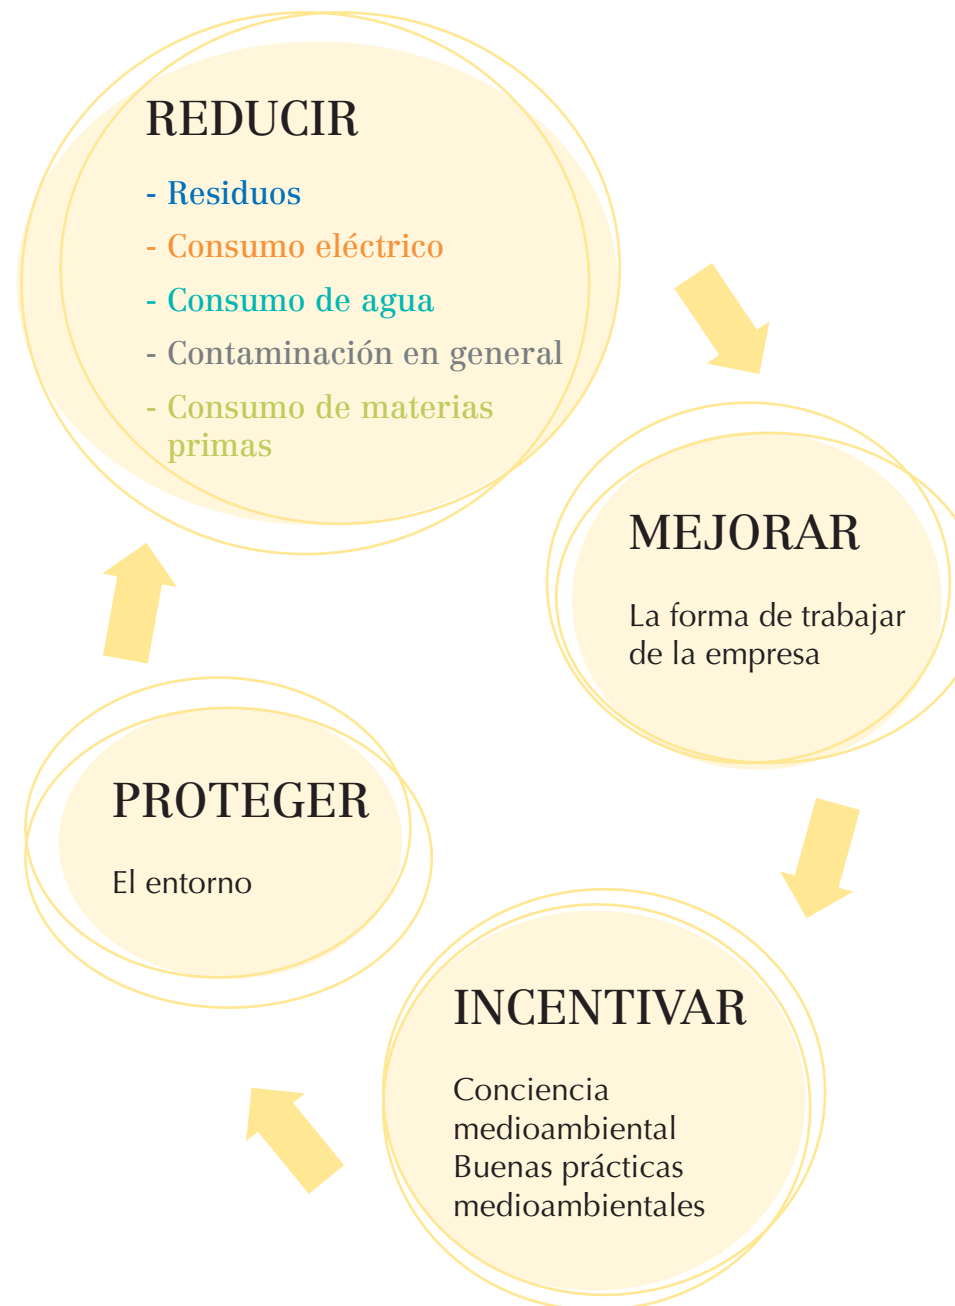 REDUCIR
- Residuos
- Consumo eléctrico
- Consumo de agua
- Contaminación en general
- Consumo de materias
primas
MEJORAR
La forma de trabajar
de la empresa
INCENTIVAR
Conciencia
medioambiental
Buenas prácticas
medioambientales
PROTEGER
El entorno